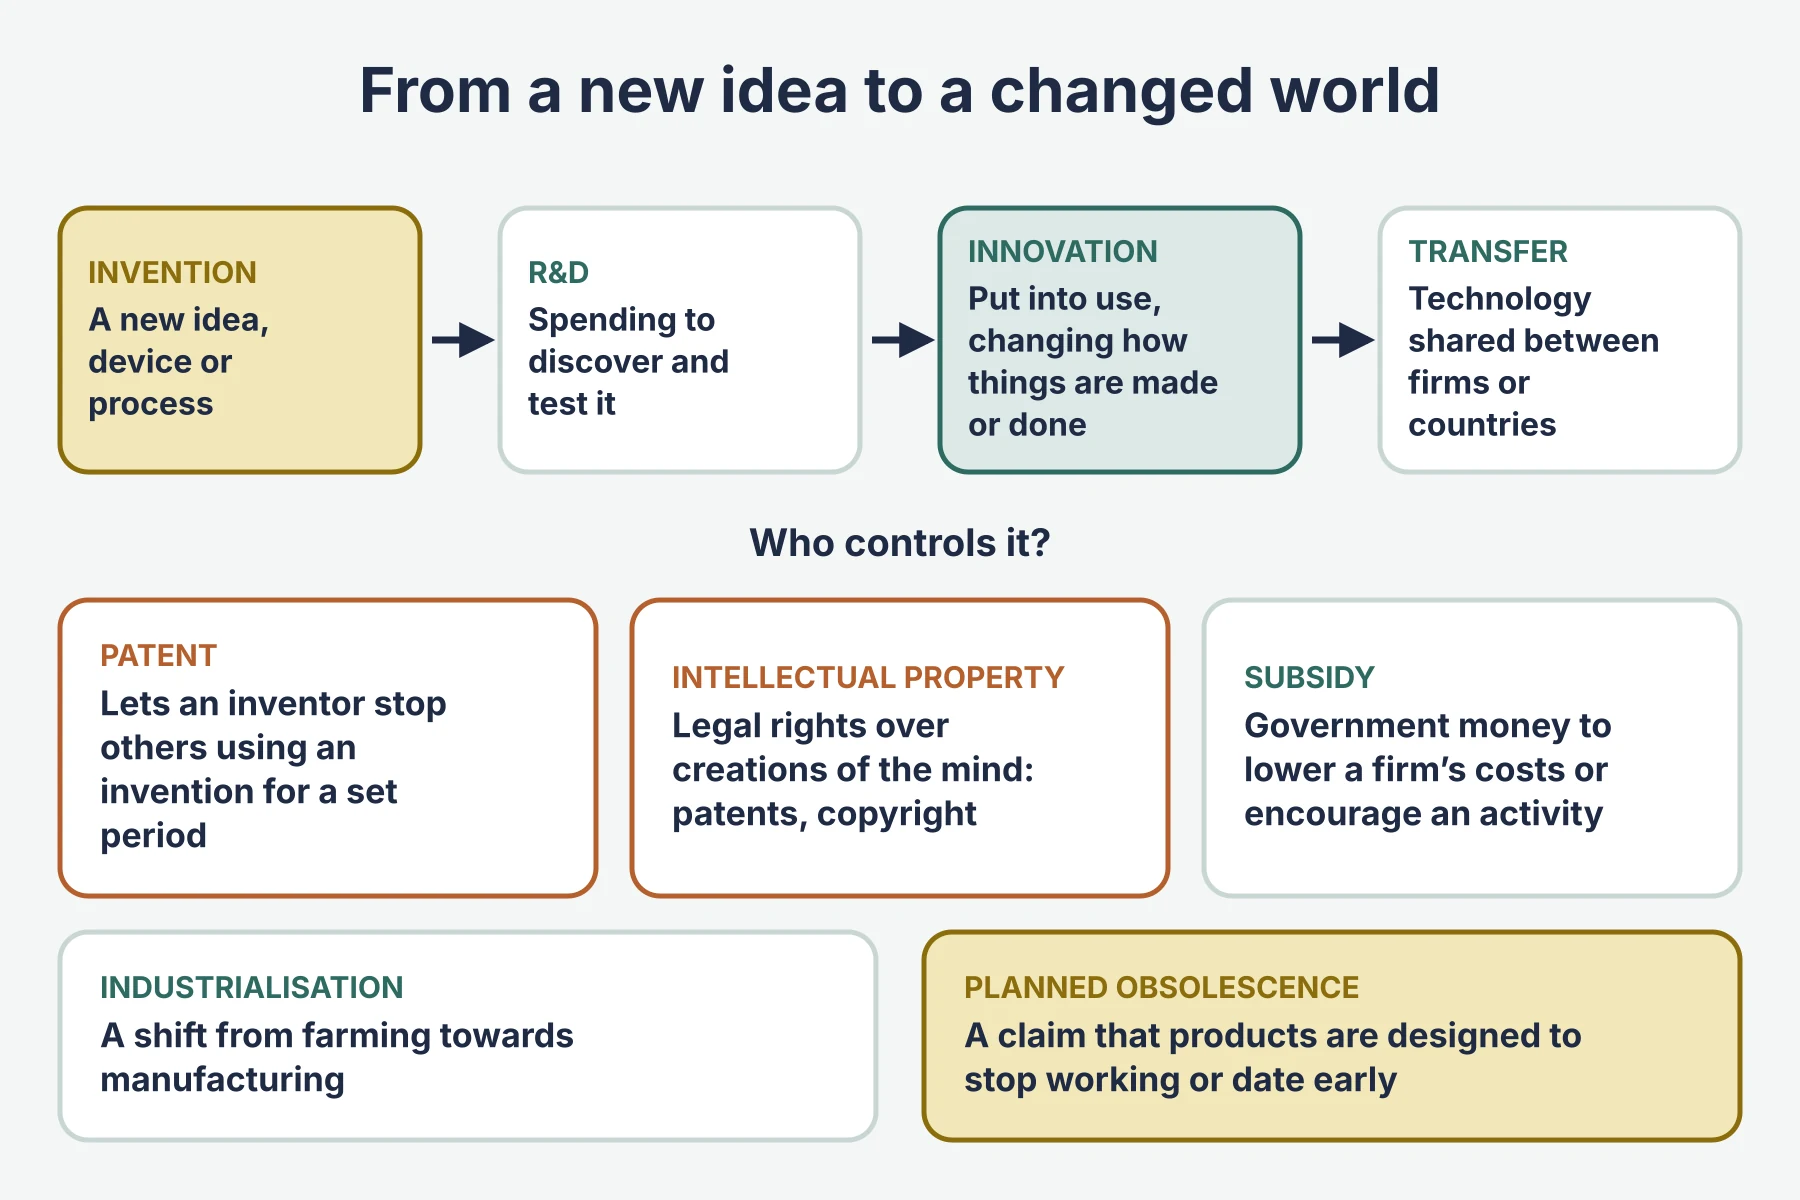 From a new idea to a changed world
INVENTION
A new idea,
device or
process
R&D
Spending to
discover and
test it
INNOVATION
Put into use,
changing how
things are made
or done
TRANSFER
Technology
shared between
firms or
countries
Who controls it?
PATENT
Lets an inventor stop
others using an
invention for a set
period
INTELLECTUAL PROPERTY
Legal rights over
creations of the mind:
patents, copyright
SUBSIDY
Government money to
lower a firm’s costs or
encourage an activity
INDUSTRIALISATION
A shift from farming towards
manufacturing
PLANNED OBSOLESCENCE
A claim that products are designed to
stop working or date early